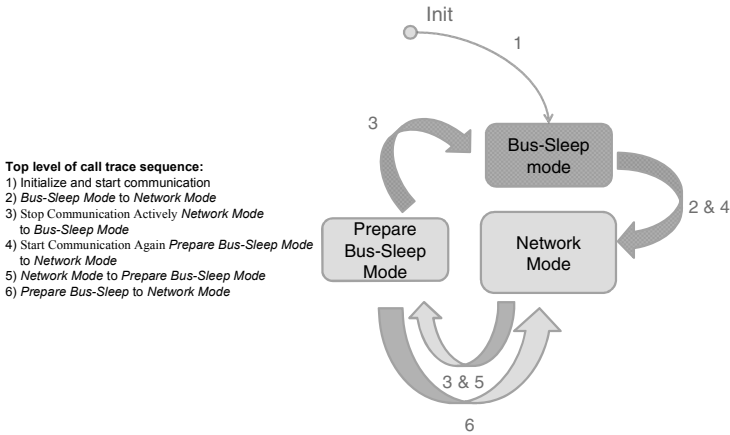 Init
1
3
Bus-Sleep
mode
Top level of call trace sequence:
1) Initialize and start communication
2) Bus-Sleep Mode to Network Mode
3) Stop Communication Actively Network Mode
to Bus-Sleep Mode
4) Start Communication Again Prepare Bus-Sleep Mode
to Network Mode
5) Network Mode to Prepare Bus-Sleep Mode
6) Prepare Bus-Sleep to Network Mode
2 & 4
Prepare
Bus-Sleep
Mode
Network
Mode
3 & 5
6